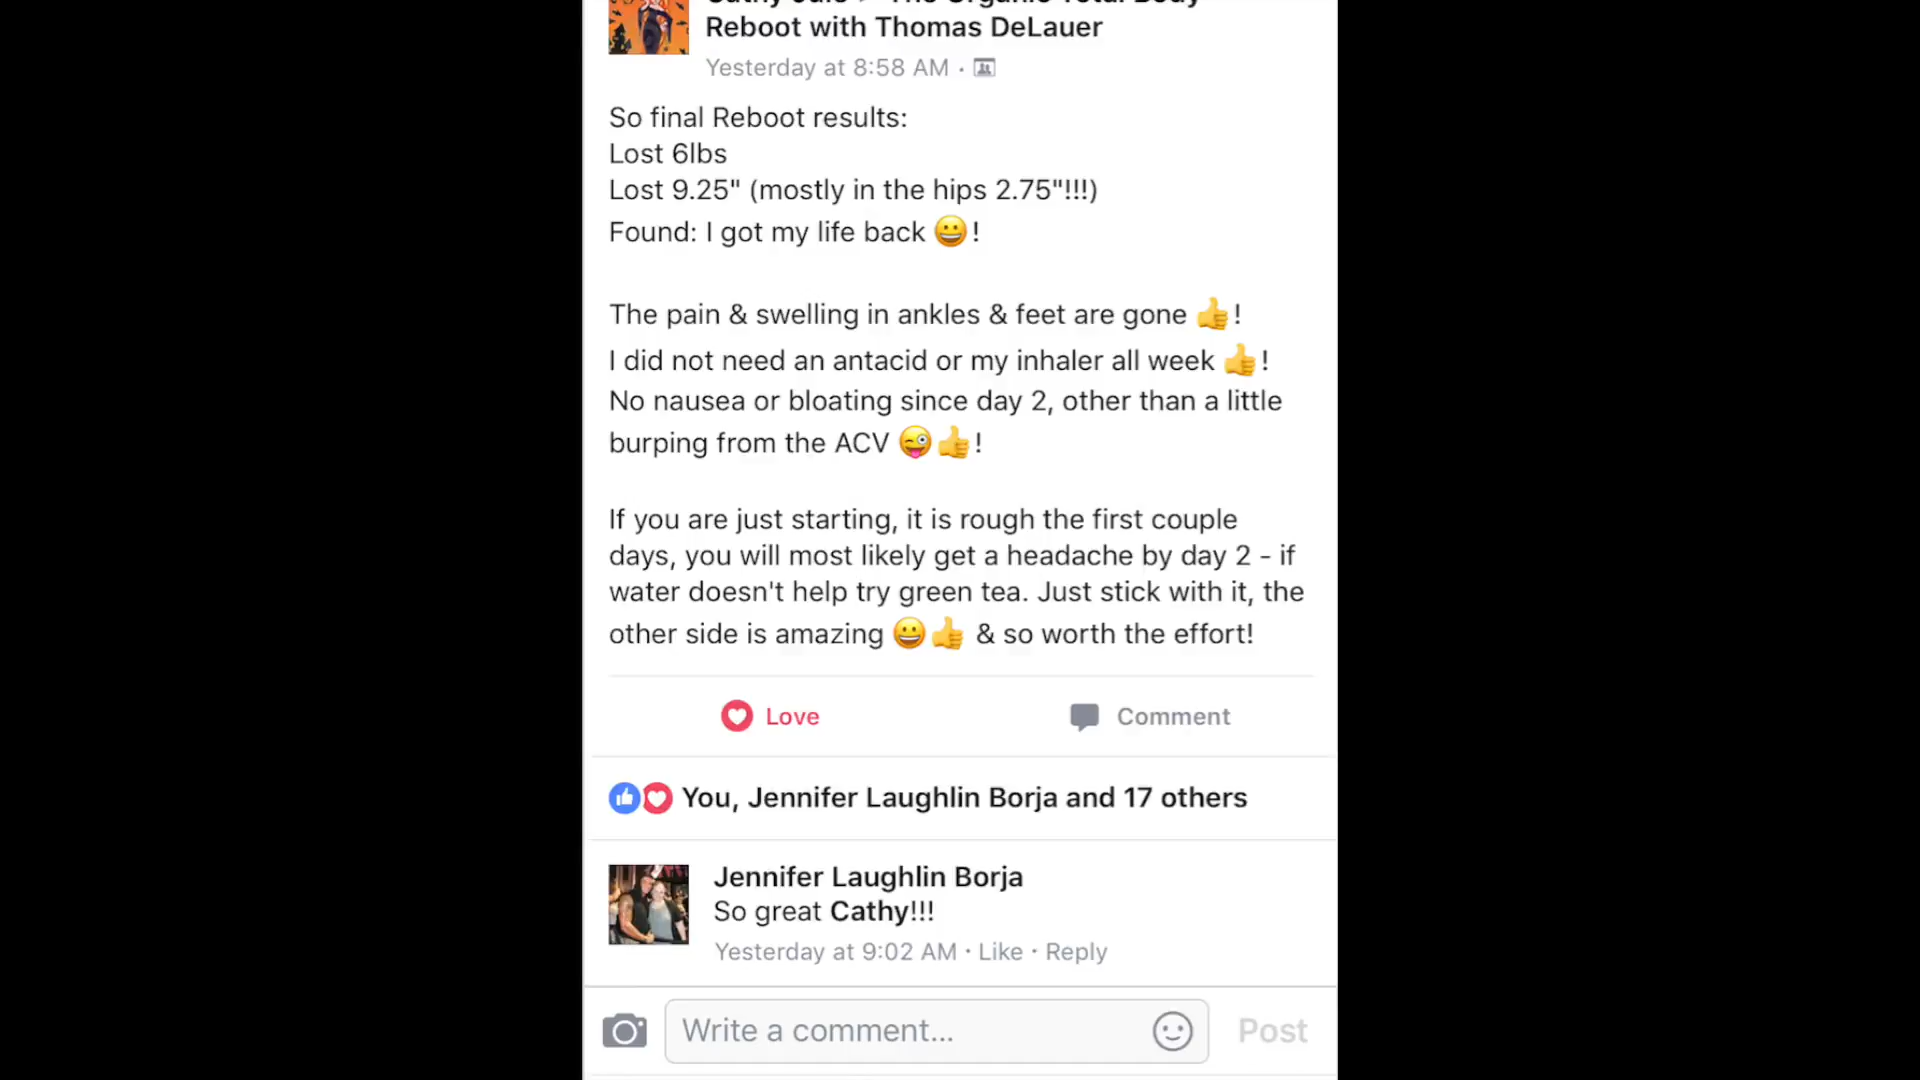 Reboot with Thomas DeLauer
Yesterday at 8:58 AM ·
So final Reboot results:
Lost 6lbs
Lost 9.25" (mostly in the hips 2.75"!!!)
Found: I got my life back 😀!
The pain & swelling in ankles & feet are gone 👍!
I did not need an antacid or my inhaler all week 👍!
No nausea or bloating since day 2, other than a little
burping from the ACV 😜👍!
If you are just starting, it is rough the first couple
days, you will most likely get a headache by day 2 - if
water doesn't help try green tea. Just stick with it, the
other side is amazing 😀👍 & so worth the effort!
Love
Comment
You, Jennifer Laughlin Borja and 17 others
Jennifer Laughlin Borja
So great Cathy!!!
Yesterday at 9:02 AM · Like · Reply
Write a comment...
Post